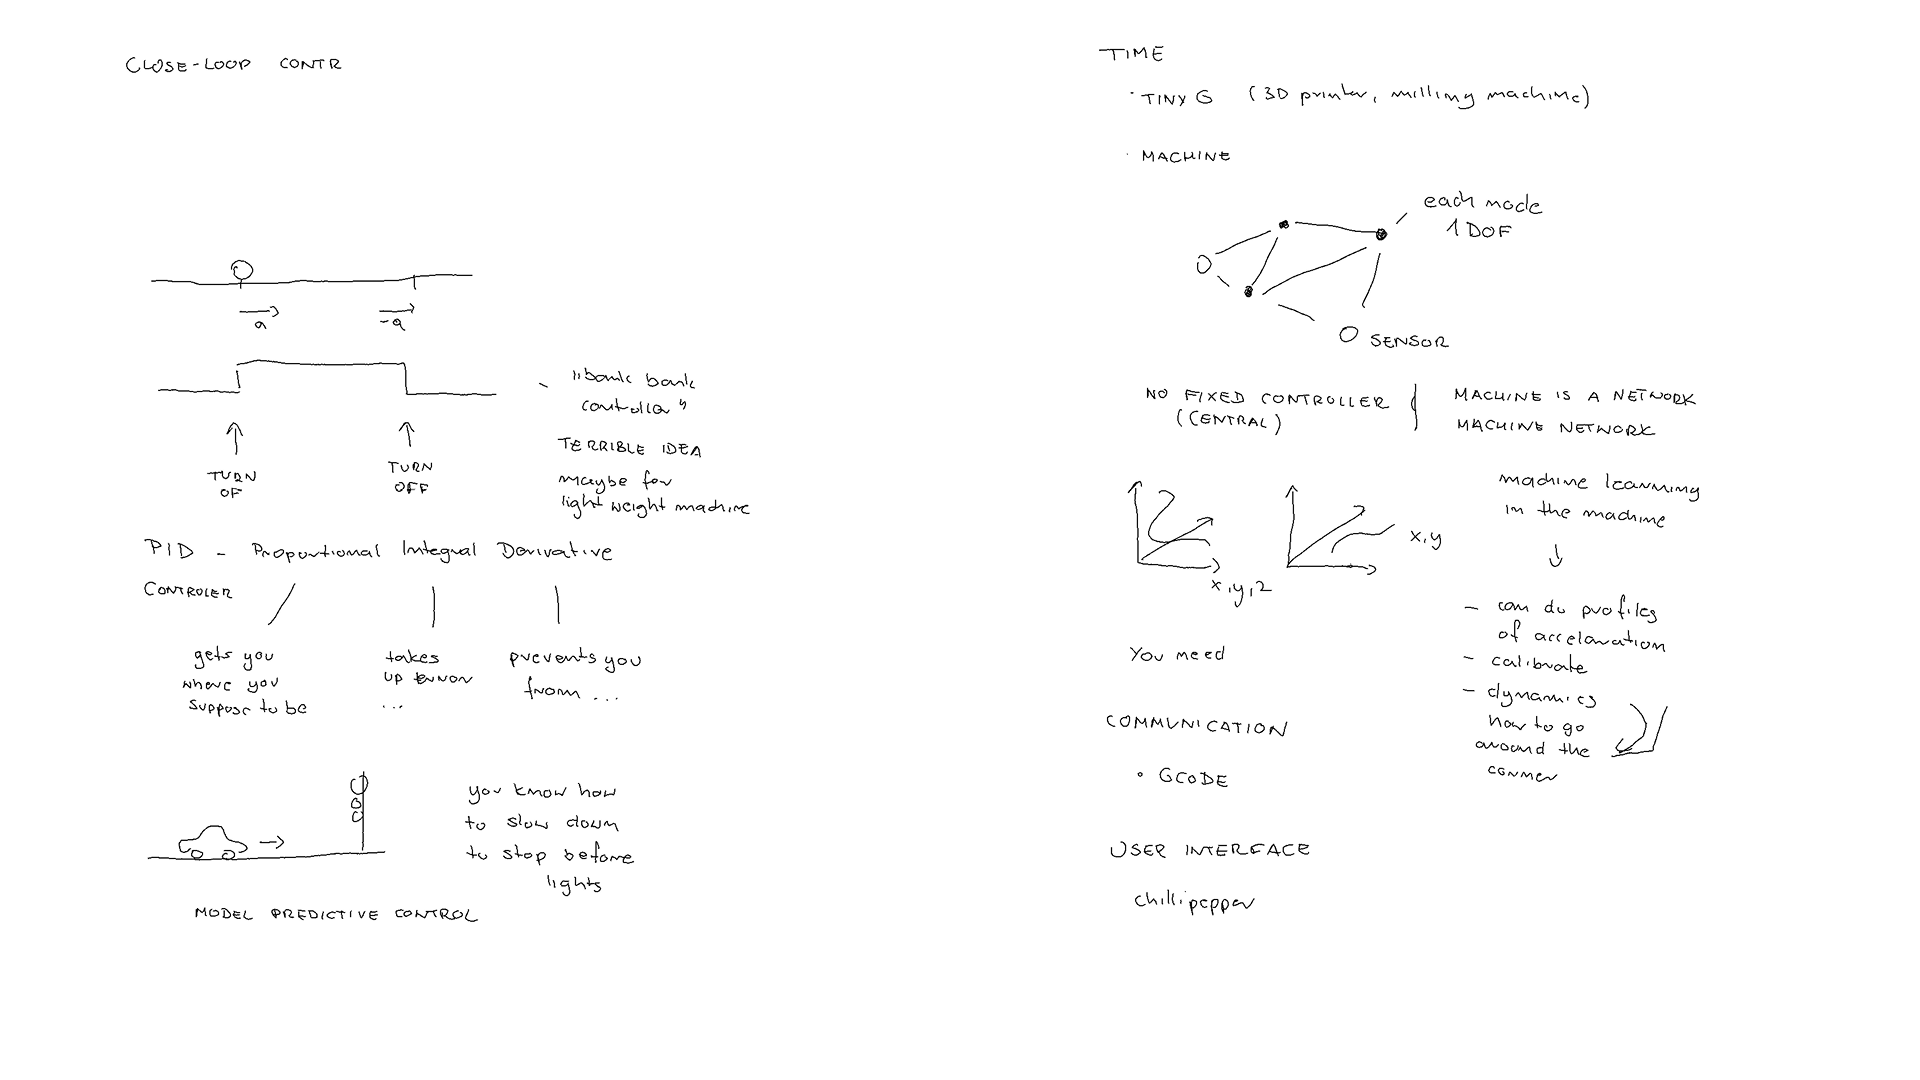 CLOSE-LOOP CONTR
a
-a
- "bank bank
controller"
TERRIBLE IDEA
maybe for
light weight machine
TURN
OF
TURN
OFF
PID - Proportional Integral Derivative
CONTROLER
gets you
where you
suppose to be
takes
up error
...
prevents you
from ...
you know how
to slow down
to stop before
lights
MODEL PREDICTIVE CONTROL
TIME
· TINY G (3D printer, milling machine)
· MACHINE
each node
1 DOF
SENSOR
NO FIXED CONTROLLER
(CENTRAL)
MACHINE IS A NETWORK
MACHINE NETWORK
x,y,z
x,y
machine learning
in the machine
- can do profiles
of accelaration
- calibrate
- dynamics
how to go
around the
corner
You need
COMMUNICATION
• GCODE
USER INTERFACE
chillipepper